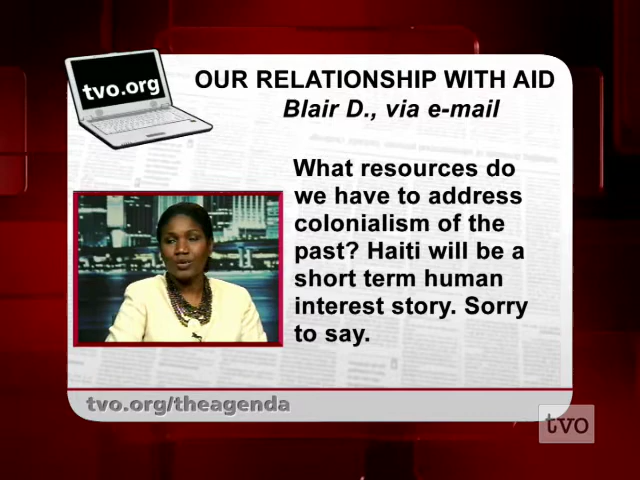 tvo.org
OUR RELATIONSHIP WITH AID
Blair D., via e-mail
What resources do
we have to address
colonialism of the
past? Haiti will be a
short term human
interest story. Sorry
to say.
tvo.org/theagenda
tvo